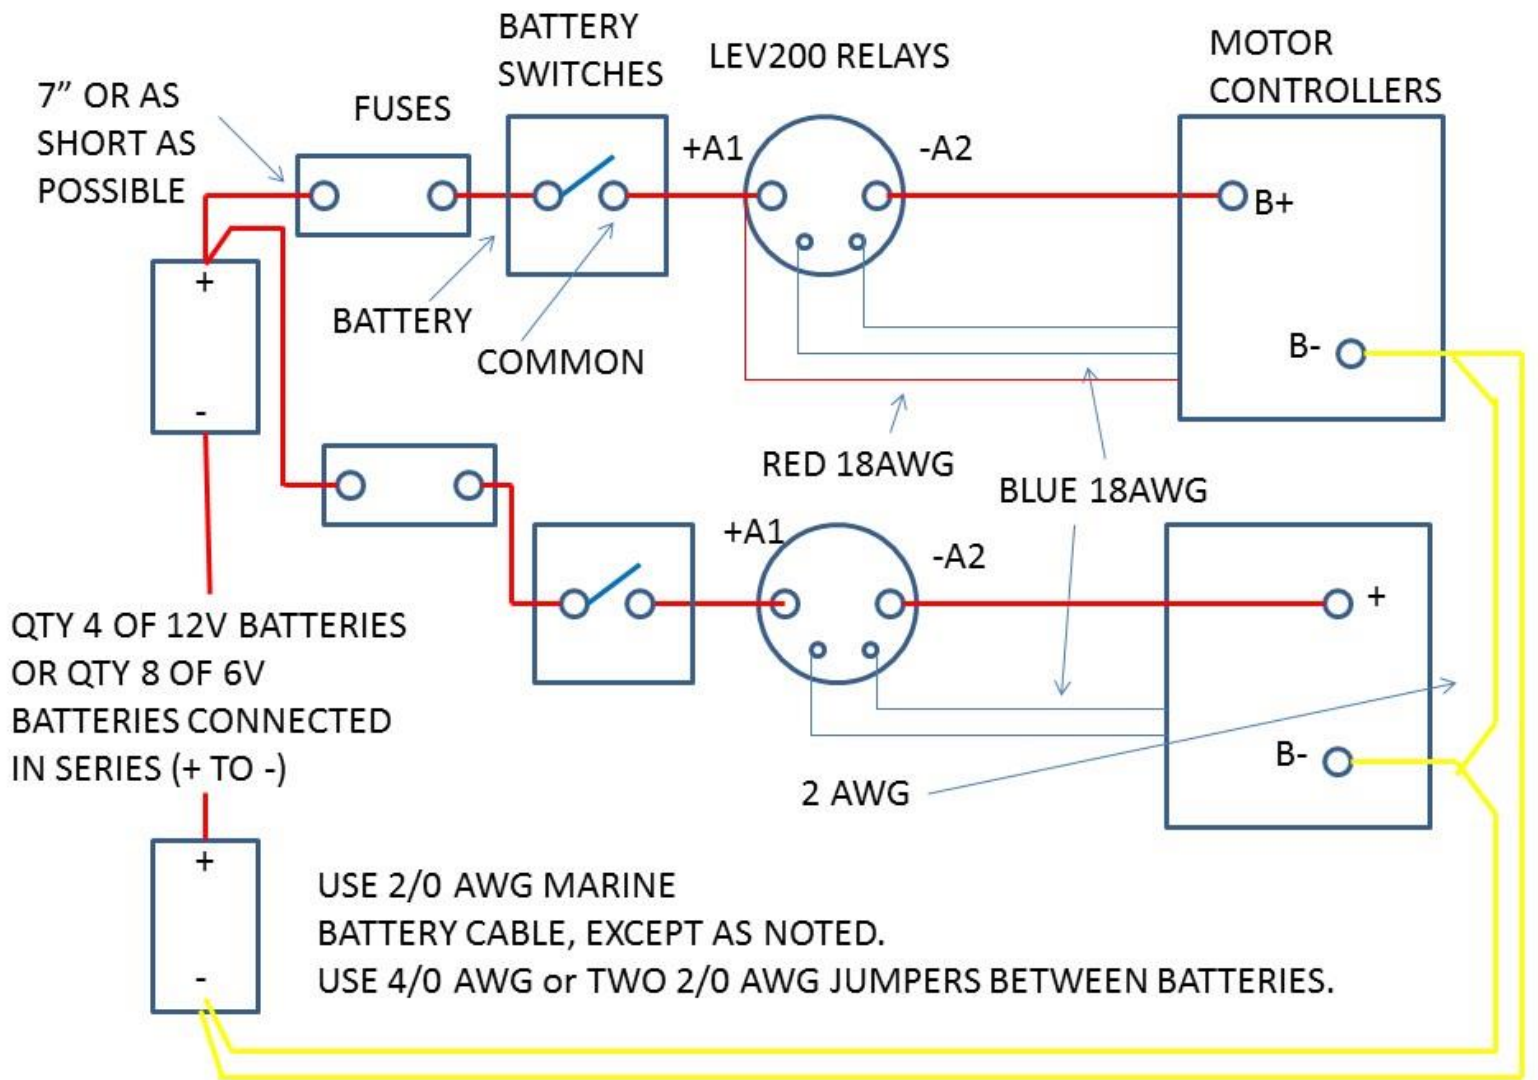 BATTERY
SWITCHES
LEV200 RELAYS
MOTOR
CONTROLLERS
7” OR AS
SHORT AS
POSSIBLE
FUSES
+A1
-A2
B+
+
-
BATTERY
COMMON
B-
RED 18AWG
BLUE 18AWG
+A1
-A2
+
B-
2 AWG
QTY 4 OF 12V BATTERIES
OR QTY 8 OF 6V
BATTERIES CONNECTED
IN SERIES (+ TO -)
+
-
USE 2/0 AWG MARINE
BATTERY CABLE, EXCEPT AS NOTED.
USE 4/0 AWG or TWO 2/0 AWG JUMPERS BETWEEN BATTERIES.